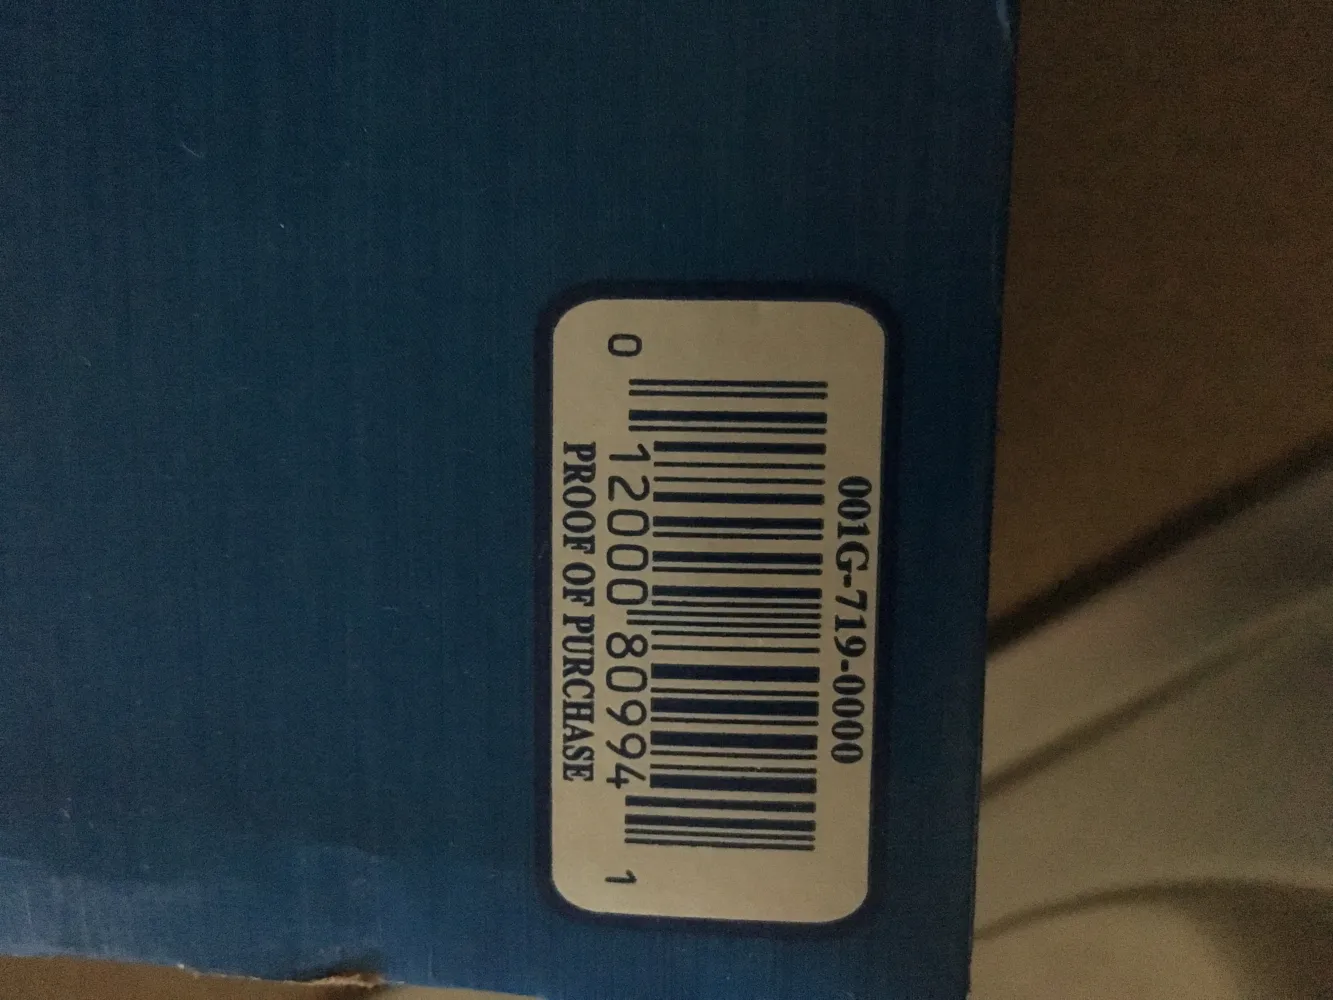 001G-719-0000
0 12000 80994 1
PROOF OF PURCHASE